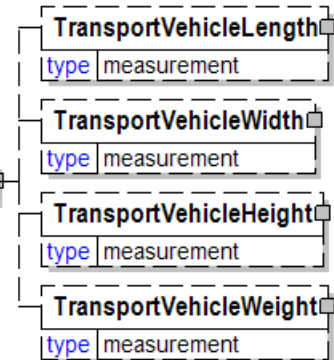 TransportVehicleLength
type measurement
TransportVehicleWidth
type measurement
TransportVehicleHeight
type measurement
TransportVehicleWeight
type measurement